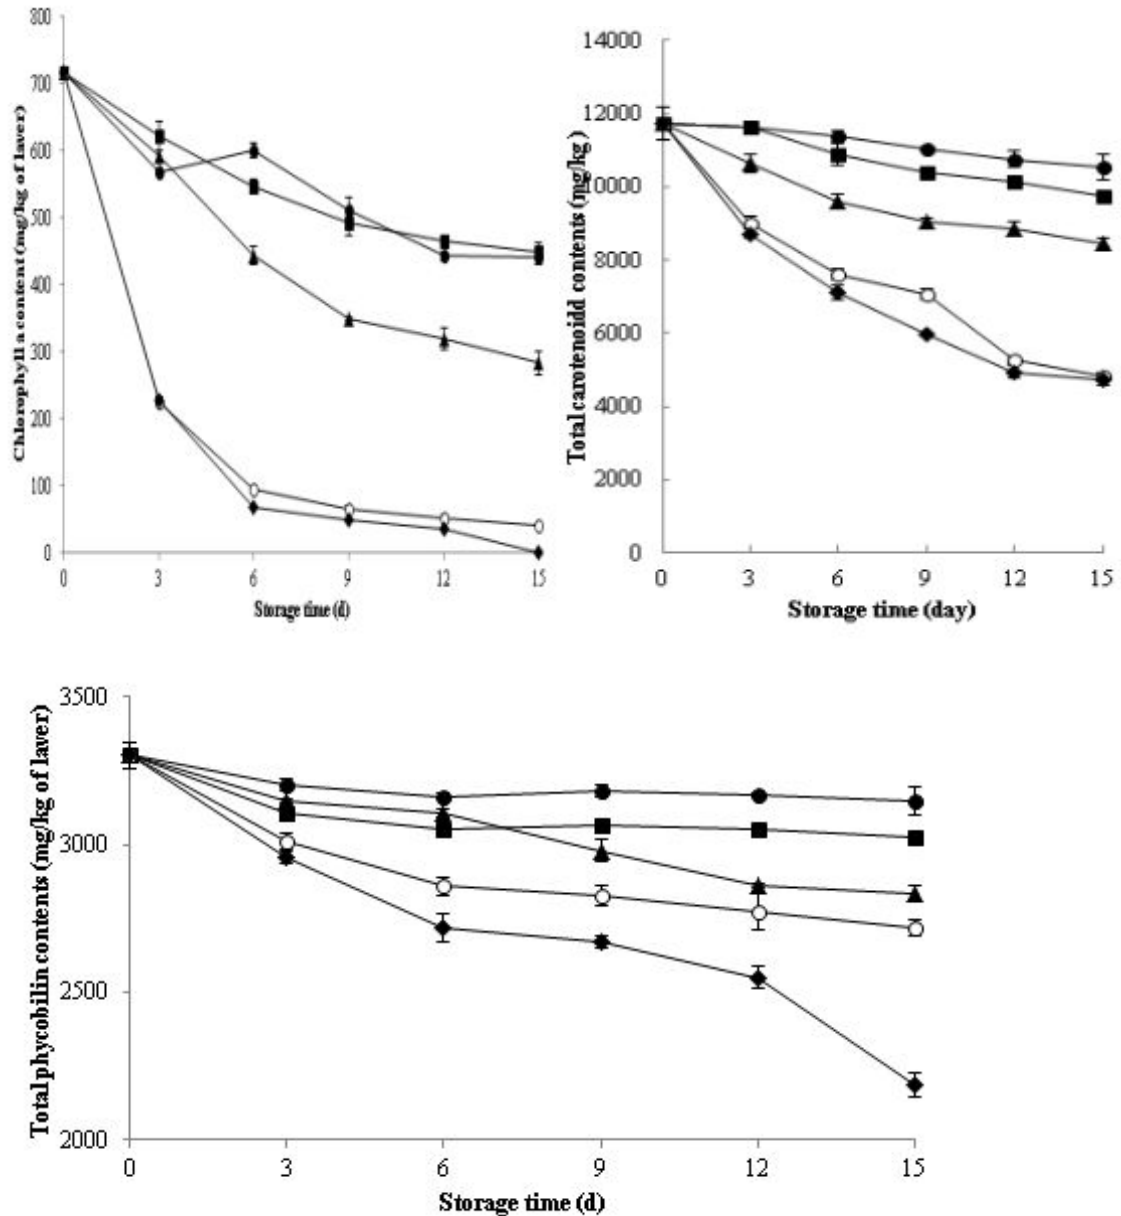 Chlorophyll a content (mg/kg of laver)
800
700
600
500
400
300
200
100
0
0 3 6 9 12 15
Storage time (d)
Total carotenoidd contents (mg/kg)
14000
12000
10000
8000
6000
4000
2000
0
0 3 6 9 12 15
Storage time (day)
Total phycobilin contents (mg/kg of laver)
3500
3000
2500
2000
0 3 6 9 12 15
Storage time (d)